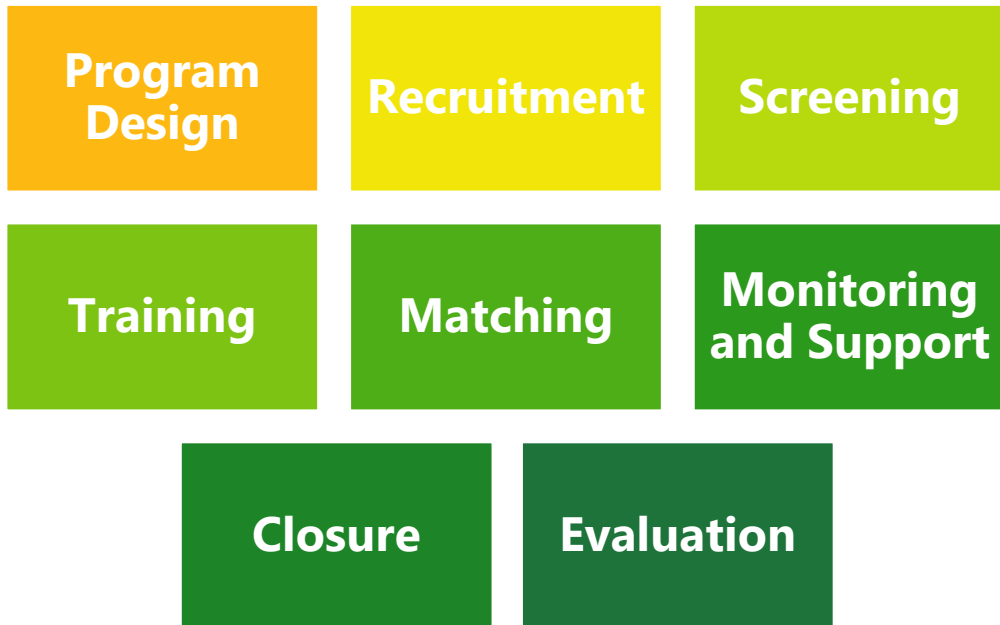 Program
Design
Recruitment
Screening
Training
Matching
Monitoring
and Support
Closure
Evaluation